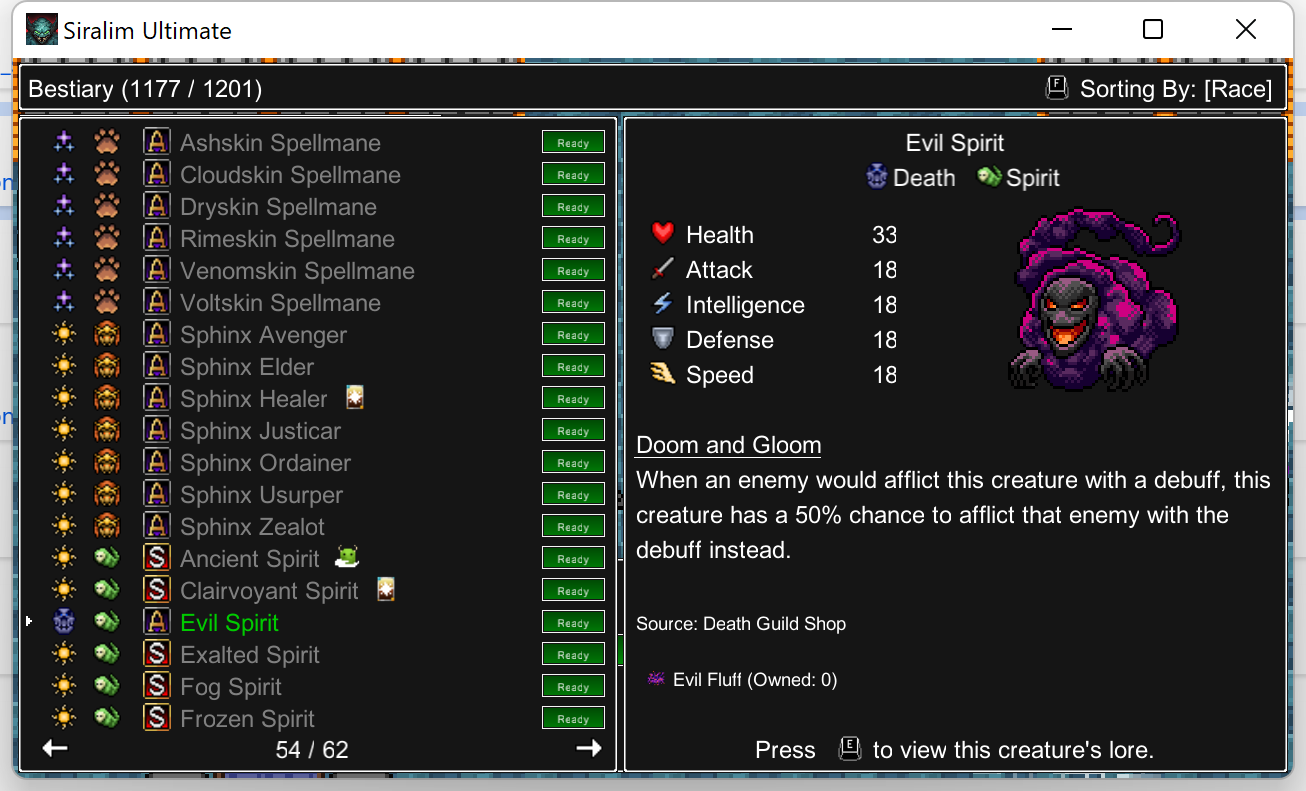 Siralim Ultimate
Bestiary (1177 / 1201)
F Sorting By: [Race]
A Ashskin Spellmane Ready
A Cloudskin Spellmane Ready
A Dryskin Spellmane Ready
A Rimeskin Spellmane Ready
A Venomskin Spellmane Ready
A Voltskin Spellmane Ready
A Sphinx Avenger Ready
A Sphinx Elder Ready
A Sphinx Healer Ready
A Sphinx Justicar Ready
A Sphinx Ordainer Ready
A Sphinx Usurper Ready
A Sphinx Zealot Ready
S Ancient Spirit Ready
S Clairvoyant Spirit Ready
A Evil Spirit Ready
S Exalted Spirit Ready
S Fog Spirit Ready
S Frozen Spirit Ready
54 / 62
Evil Spirit
Death Spirit
Health 33
Attack 18
Intelligence 18
Defense 18
Speed 18
Doom and Gloom
When an enemy would afflict this creature with a debuff, this
creature has a 50% chance to afflict that enemy with the
debuff instead.
Source: Death Guild Shop
Evil Fluff (Owned: 0)
Press E to view this creature's lore.